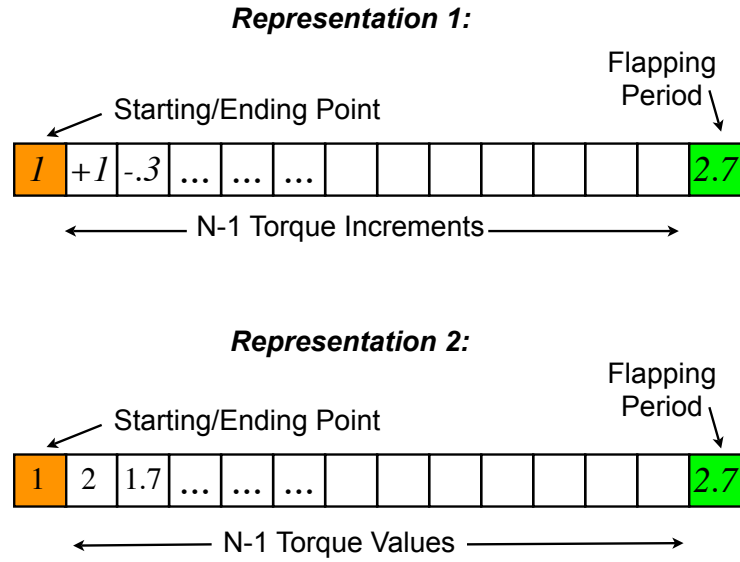 Representation 1:
Flapping
Period
Starting/Ending Point
1 +1 -.3 ... ... ... 2.7
N-1 Torque Increments
Representation 2:
Flapping
Period
Starting/Ending Point
1 2 1.7 ... ... ... 2.7
N-1 Torque Values